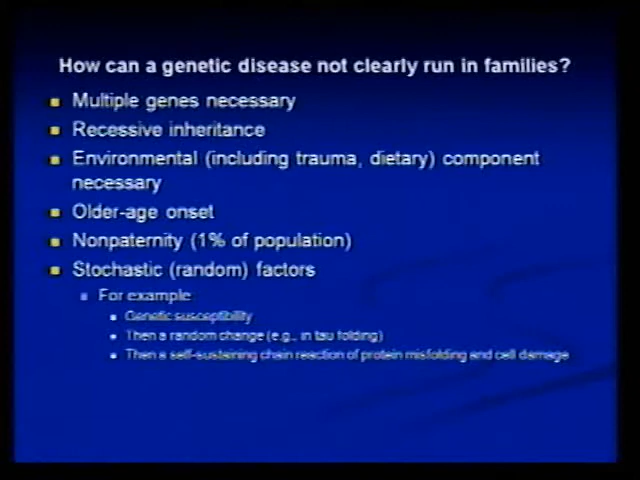 How can a genetic disease not clearly run in families?
Multiple genes necessary
Recessive inheritance
Environmental (including trauma, dietary) component
necessary
Older-age onset
Nonpaternity (1% of population)
Stochastic (random) factors
For example
Genetic susceptibility
Then a random change (e.g., in tau folding)
Then a self-sustaining chain reaction of protein misfolding and cell damage